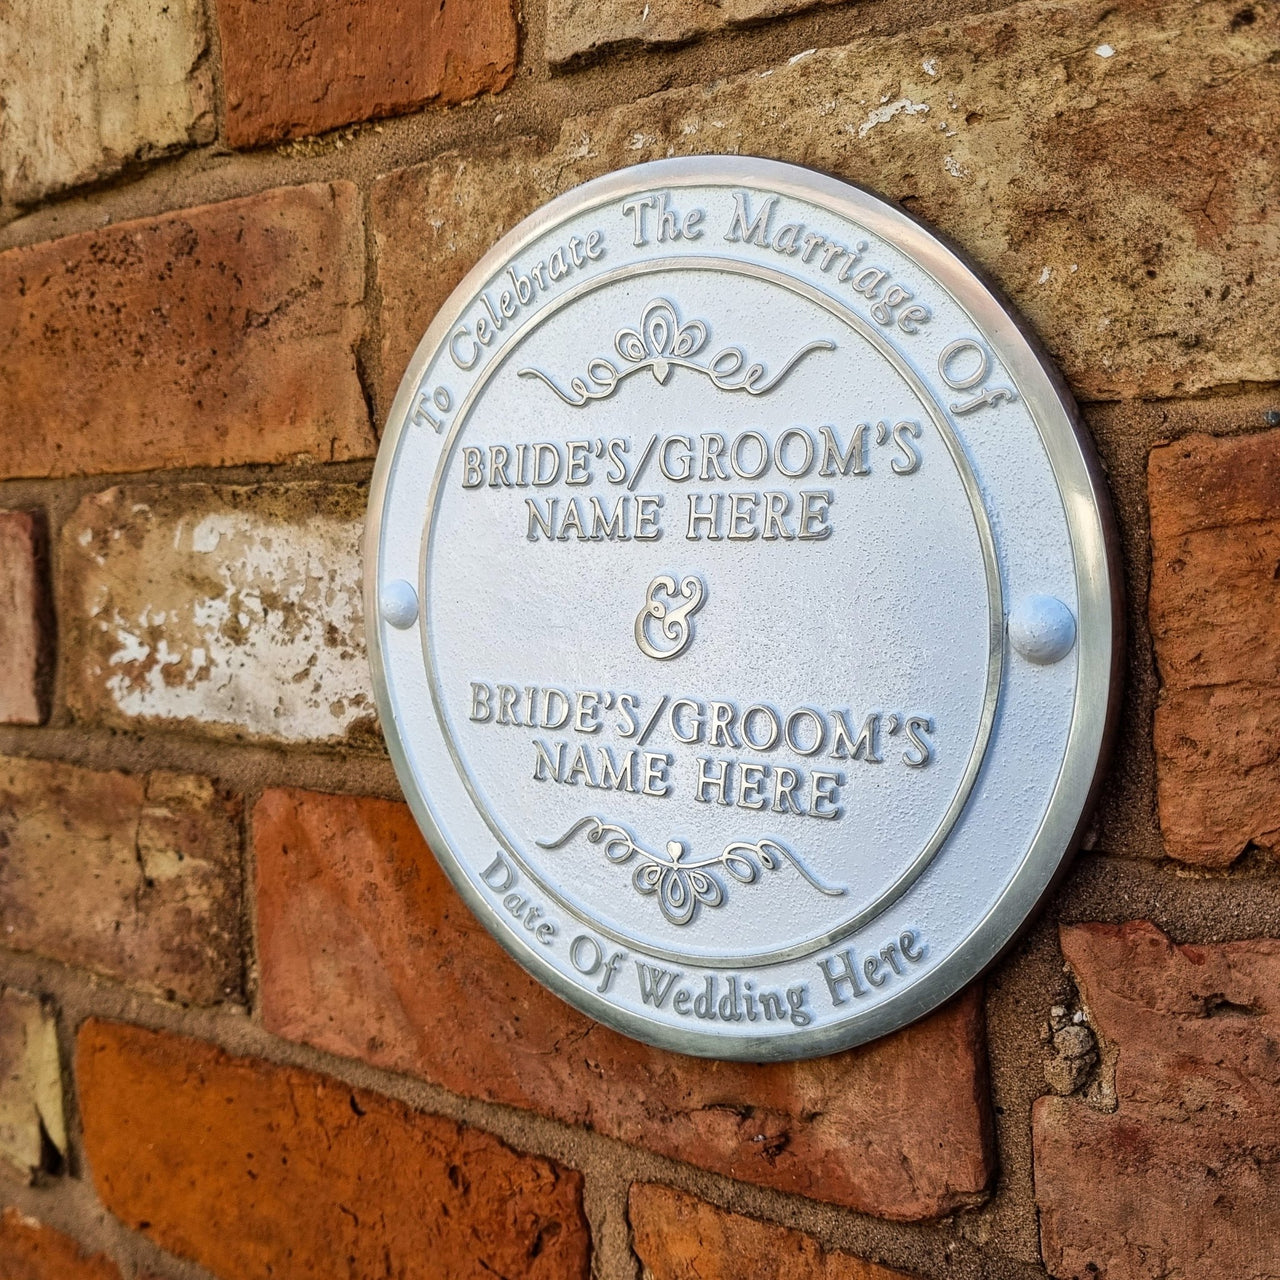 To Celebrate The Marriage Of
BRIDE'S/GROOM'S
NAME HERE
&
BRIDE'S/GROOM'S
NAME HERE
Date Of Wedding Here